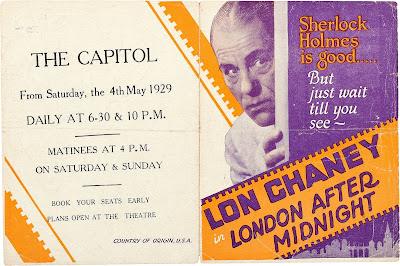 THE CAPITOL
From Saturday, the 4th May 1929
DAILY AT 6-30 & 10 P.M.
MATINEES AT 4 P.M.
ON SATURDAY & SUNDAY
BOOK YOUR SEATS EARLY
PLANS OPEN AT THE THEATRE
COUNTRY OF ORIGIN, U.S.A.
Sherlock
Holmes
is good.....
But
just wait
till you
see~
LON CHANEY
in LONDON AFTER
MIDNIGHT